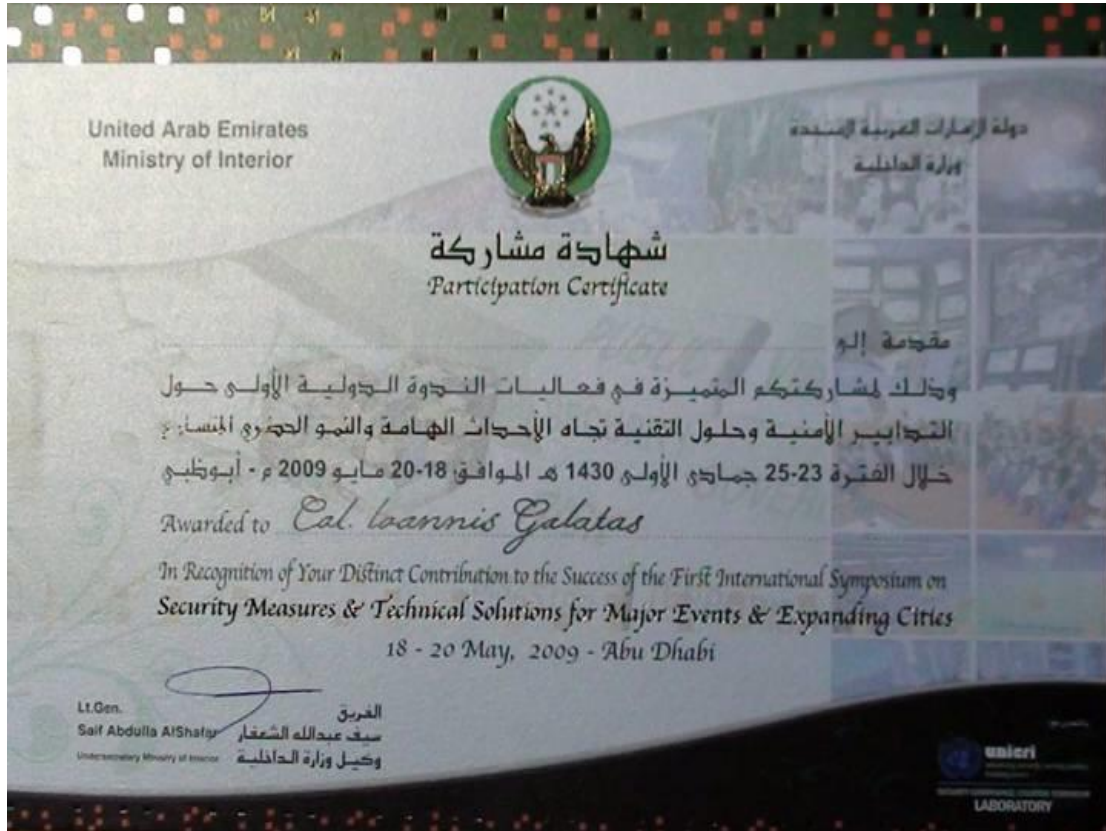 United Arab Emirates
Ministry of Interior
دولة الإمارات العربية المتحدة
وزارة الداخلية
شهادة مشاركة
Participation Certificate
مقدمة إلى
وذلك لمشاركتكم المتميزة في فعاليات الندوة الدولية الأولى حول
التدابير الأمنية وحلول التقنية تجاه الأحداث الهامة والنمو الحضري المتسارع
خلال الفترة 23-25 جمادى الأولى 1430 هـ الموافق 18-20 مايو 2009 م - أبوظبي
Awarded to Col. Ioannis Galatas
In Recognition of Your Distinct Contribution to the Success of the First International Symposium on
Security Measures & Technical Solutions for Major Events & Expanding Cities
18 - 20 May, 2009 - Abu Dhabi
Lt.Gen.
Saif Abdulla AlShafar
Undersecretary Ministry of Interior
الفريق
سيف عبدالله الشعفار
وكيل وزارة الداخلية
unicri
LABORATORY